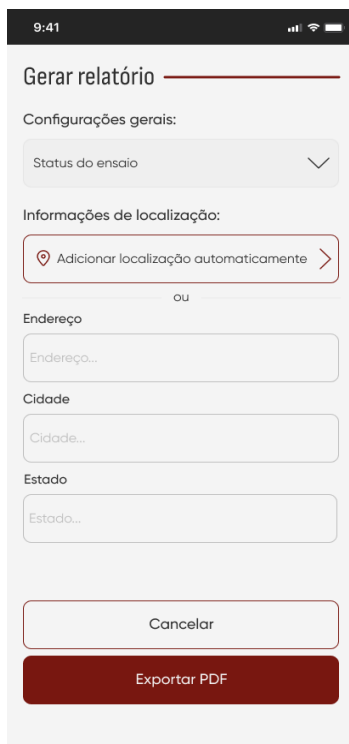 9:41
Gerar relatório
Configurações gerais:
Status do ensaio
Informações de localização:
Adicionar localização automaticamente
ou
Endereço
Endereço...
Cidade
Cidade...
Estado
Estado...
Cancelar
Exportar PDF